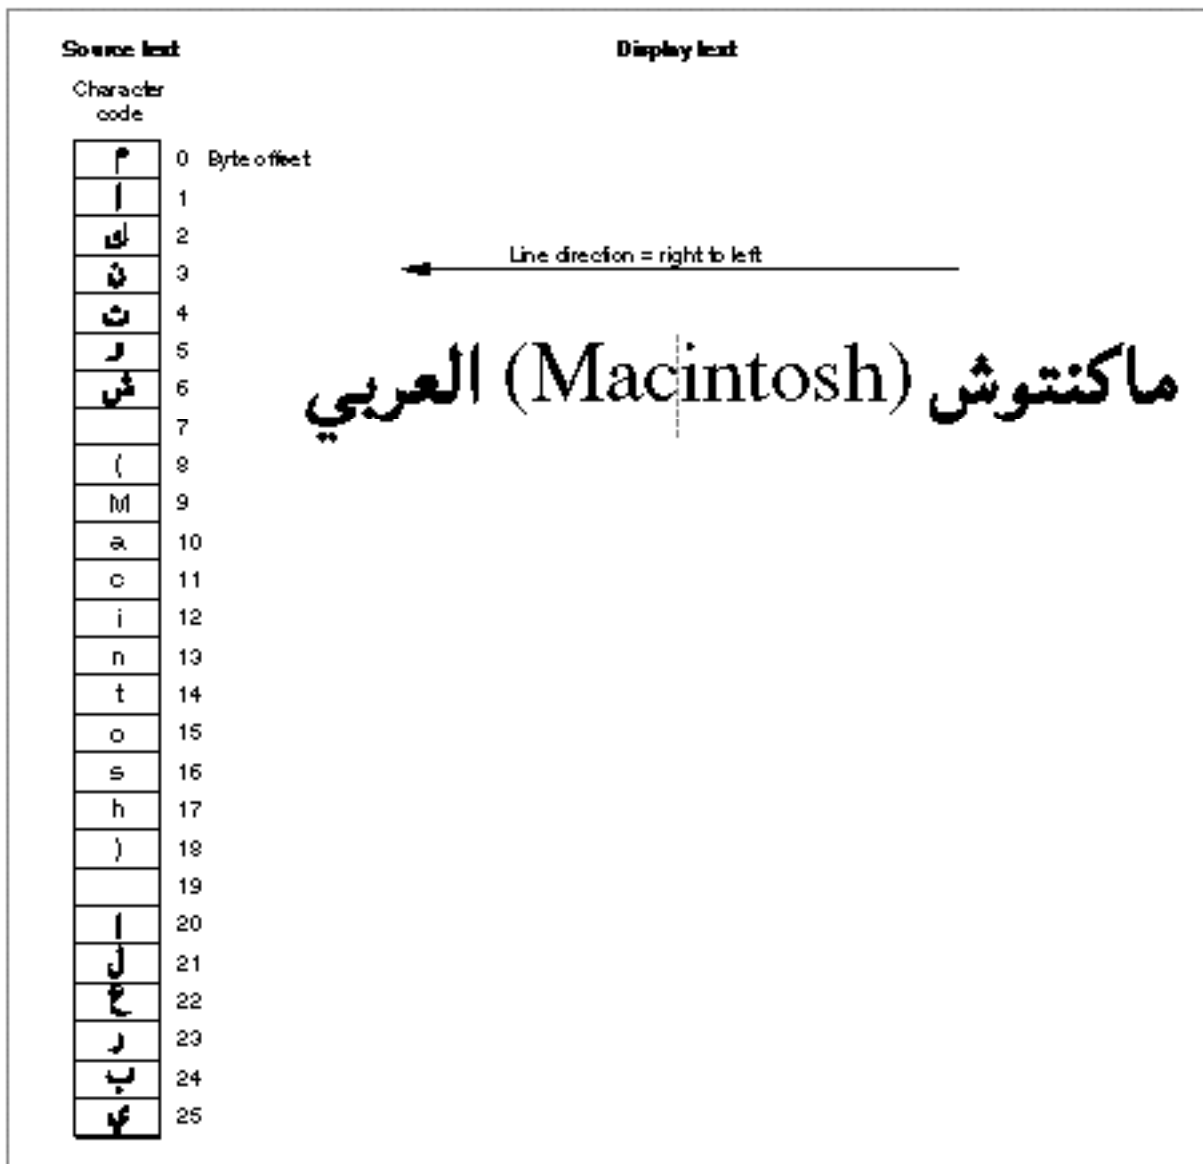 Source text
Display text
Character
code
م 0 Byte offset
ا 1
ك 2
Line direction = right to left
ن 3
ت 4
و 5
ماكنتوش (Macintosh) العربي
ش 6
7
( 8
M 9
a 10
c 11
i 12
n 13
t 14
o 15
s 16
h 17
) 18
19
ا 20
ل 21
ع 22
ر 23
ب 24
ي 25